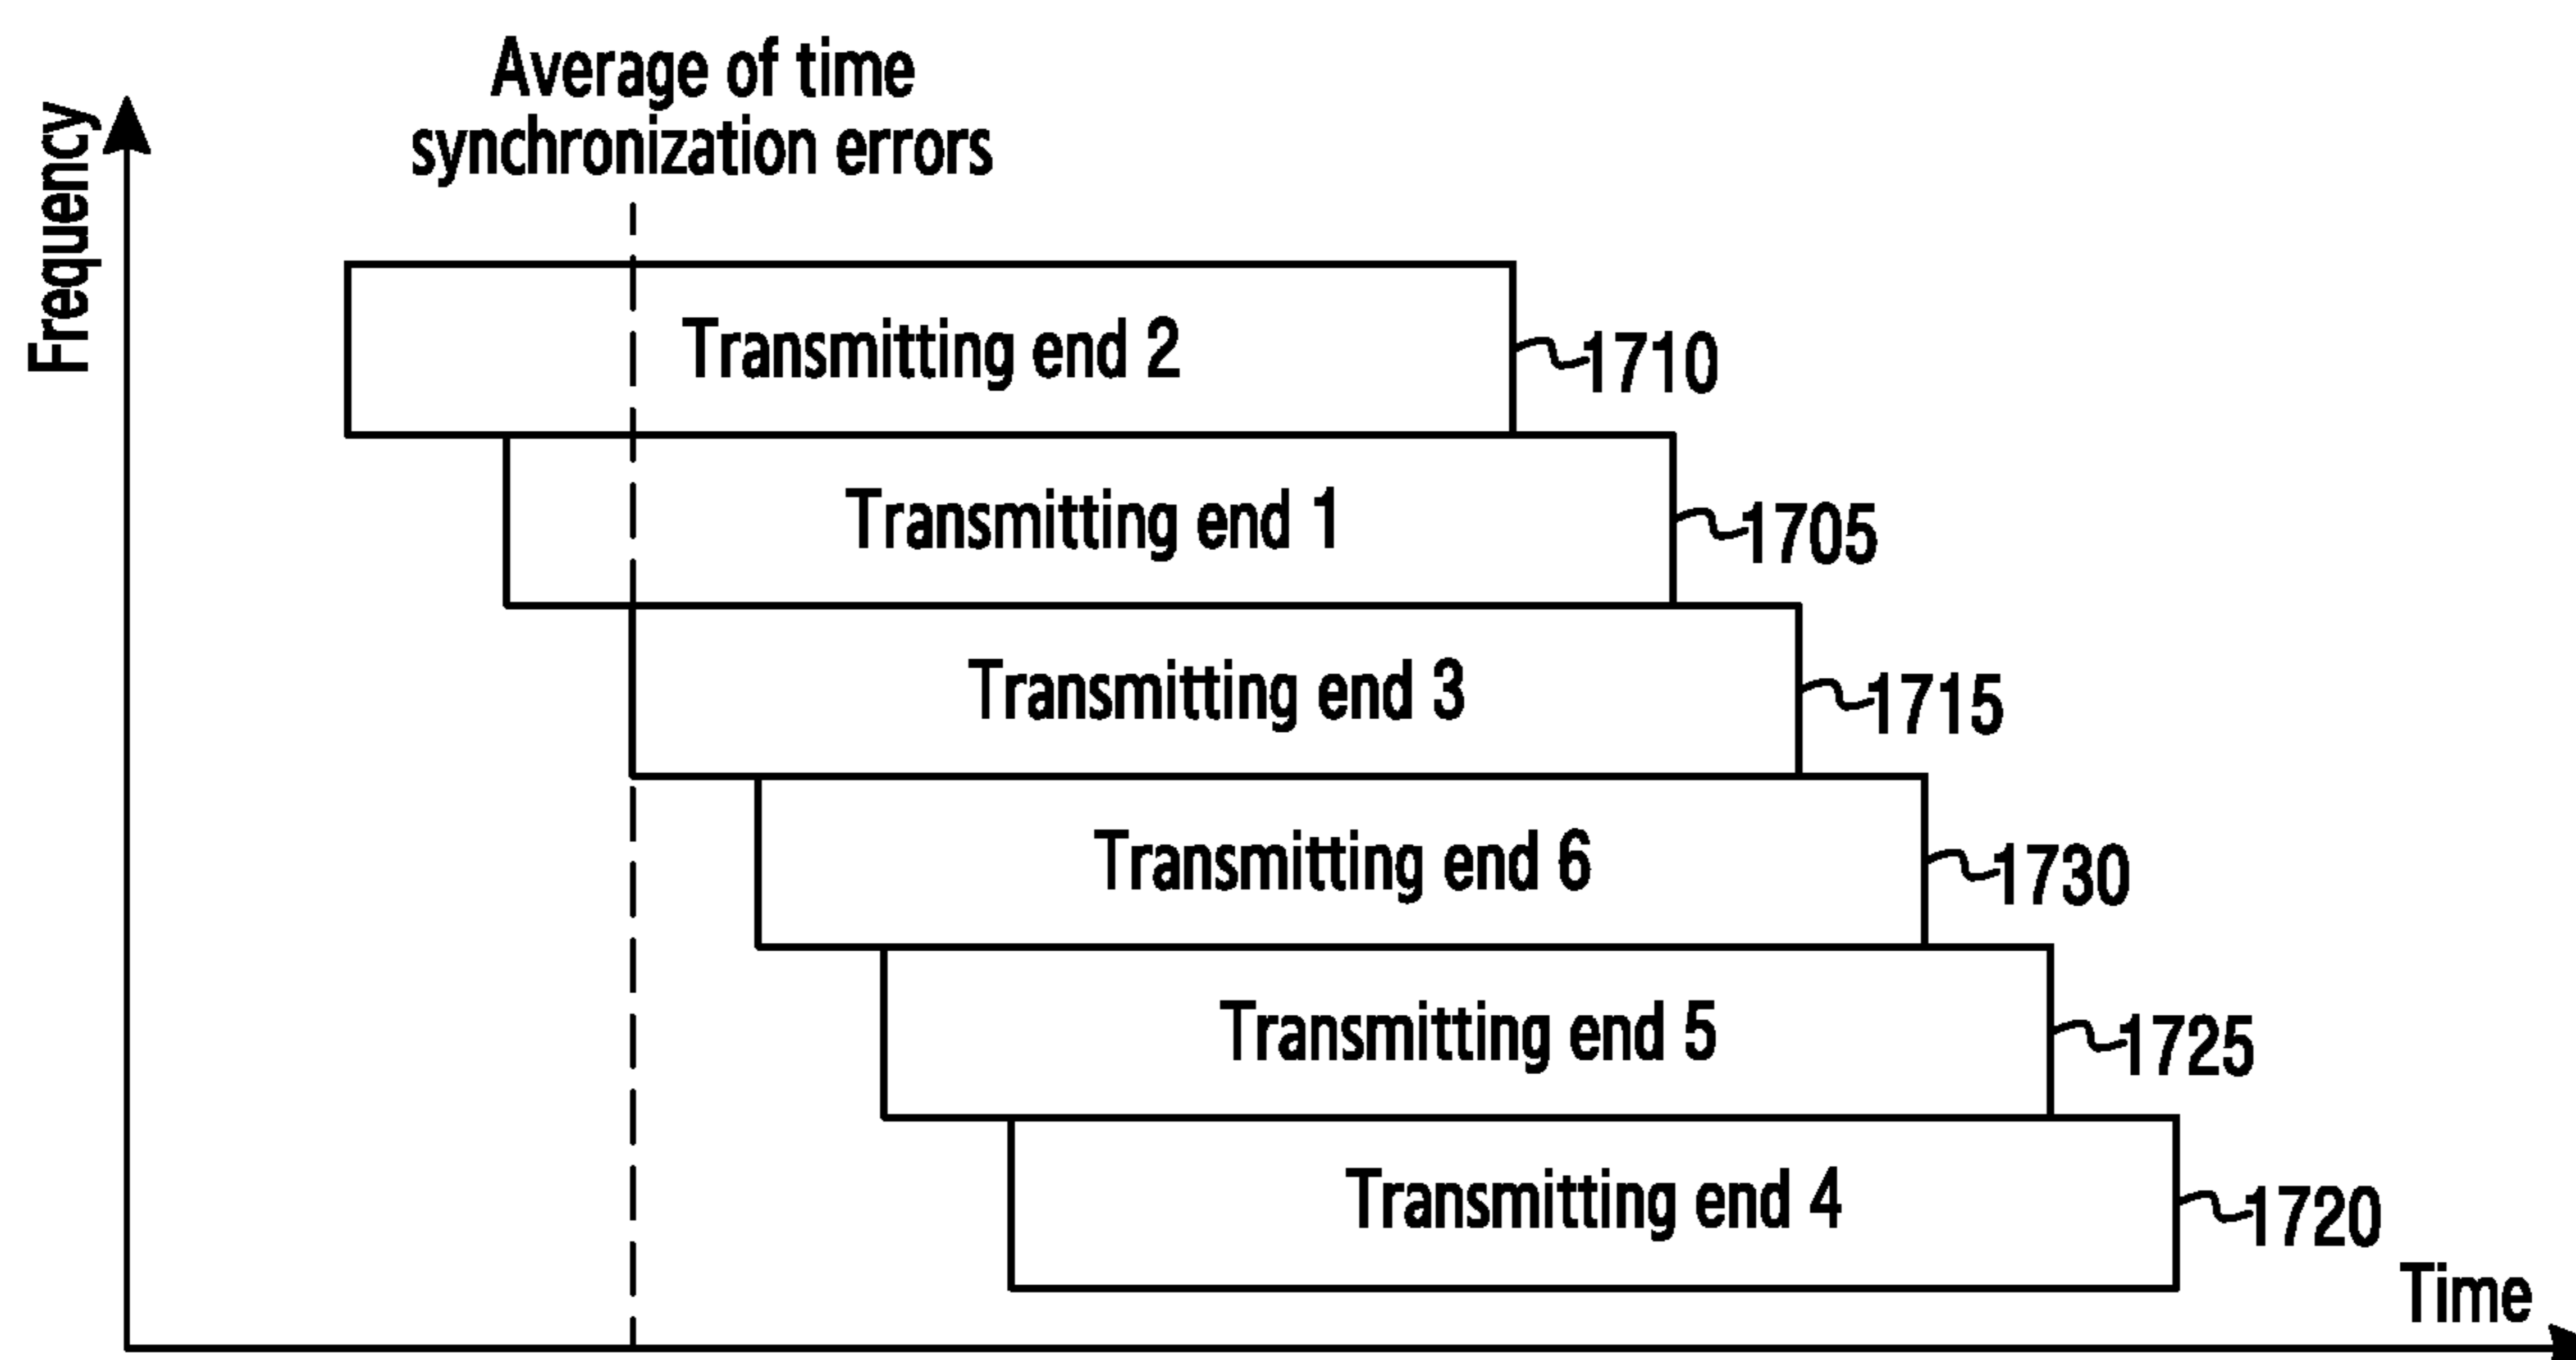 Average of time
synchronization errors
Frequency
Transmitting end 2
1710
Transmitting end 1
1705
Transmitting end 3
1715
Transmitting end 6
1730
Transmitting end 5
1725
Transmitting end 4
1720
Time